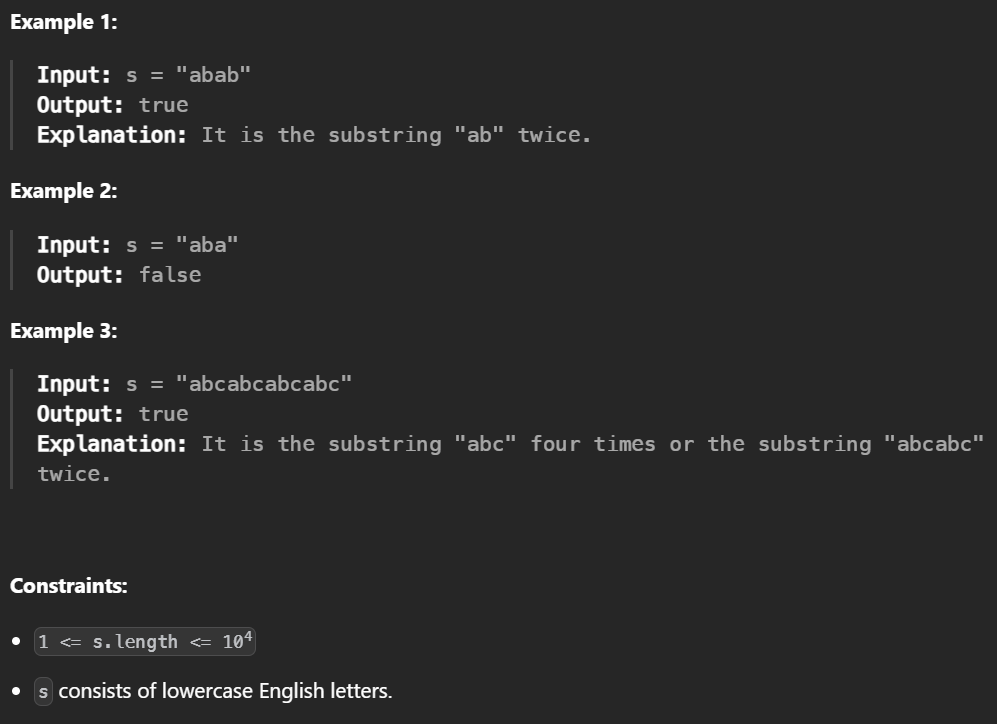 Example 1:
Input: s = "abab"
Output: true
Explanation: It is the substring "ab" twice.
Example 2:
Input: s = "aba"
Output: false
Example 3:
Input: s = "abcabcabcabc"
Output: true
Explanation: It is the substring "abc" four times or the substring "abcabc"
twice.
Constraints:
• 1 <= s.length <= 10⁴
• s consists of lowercase English letters.